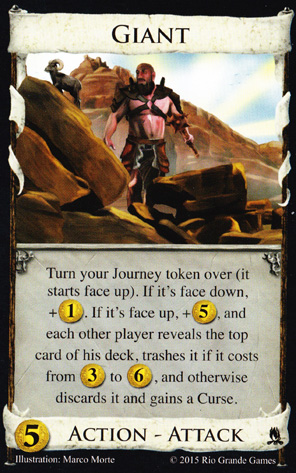 GIANT
Turn your Journey token over (it
starts face up). If it's face down,
+1. If it's face up, +5, and
each other player reveals the top
card of his deck, trashes it if it costs
from 3 to 6, and otherwise
discards it and gains a Curse.
5 ACTION - ATTACK
Illustration: Marco Morte © 2015 Rio Grande Games